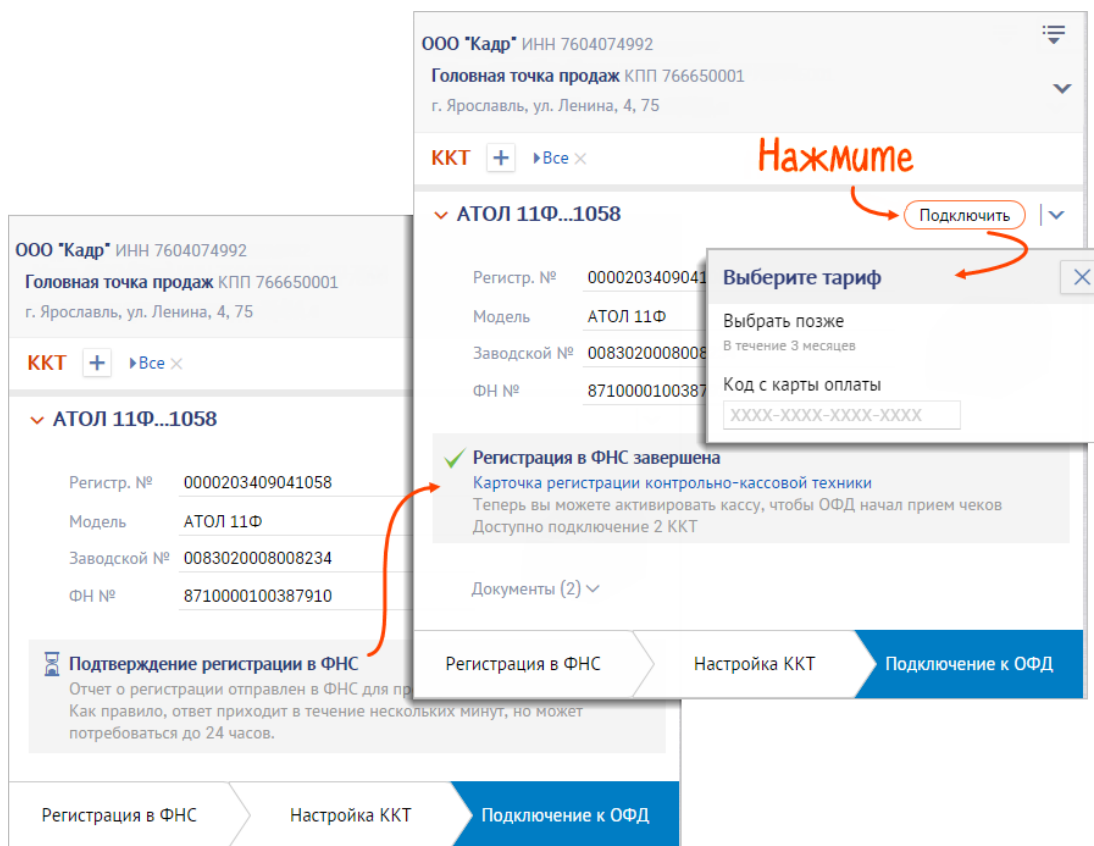 ООО "Кадр" ИНН 7604074992
Головная точка продаж КПП 766650001
г. Ярославль, ул. Ленина, 4, 75
ККТ + Все ×
Нажмите
АТОЛ 11Ф...1058
Подключить
Регистр. № 0000203409041
Модель АТОЛ 11Ф
Заводской № 0083020008008
ФН № 8710000100387
Выберите тариф
Выбрать позже
В течение 3 месяцев
Код с карты оплаты
XXXX-XXXX-XXXX-XXXX
Регистрация в ФНС завершена
Карточка регистрации контрольно-кассовой техники
Теперь вы можете активировать кассу, чтобы ОФД начал прием чеков
Доступно подключение 2 ККТ
Документы (2)
Регистрация в ФНС Настройка ККТ Подключение к ОФД
ООО "Кадр" ИНН 7604074992
Головная точка продаж КПП 766650001
г. Ярославль, ул. Ленина, 4, 75
ККТ + Все ×
АТОЛ 11Ф...1058
Регистр. № 0000203409041058
Модель АТОЛ 11Ф
Заводской № 0083020008008234
ФН № 8710000100387910
Подтверждение регистрации в ФНС
Отчет о регистрации отправлен в ФНС для
Как правило, ответ приходит в течение нескольких минут, но может
потребоваться до 24 часов.
Регистрация в ФНС Настройка ККТ Подключение к ОФД